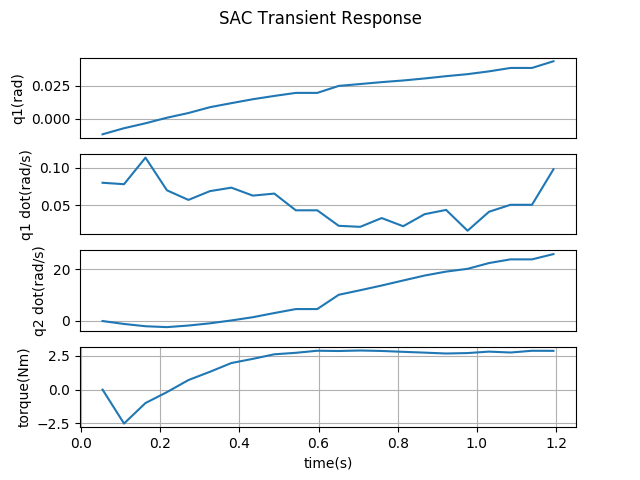 SAC Transient Response
q1(rad)
0.025
0.000
q1 dot(rad/s)
0.10
0.05
q2 dot(rad/s)
20
0
torque(Nm)
2.5
0.0
−2.5
0.0 0.2 0.4 0.6 0.8 1.0 1.2
time(s)